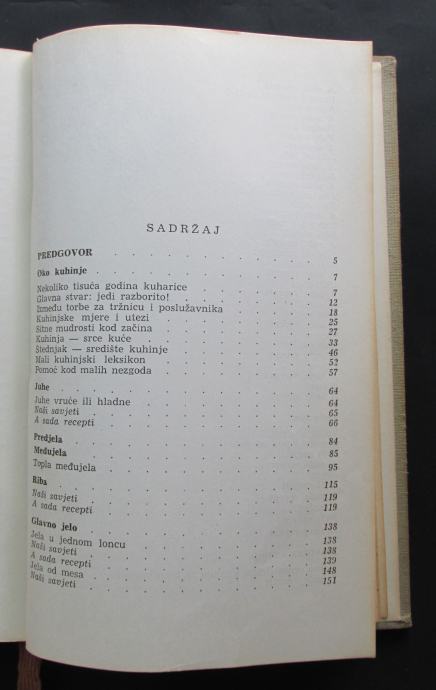 SADRŽAJ
PREDGOVOR . . . . . . . . . . 5
Oko kuhinje . . . . . . . . . . 7
Nekoliko tisuća godina kuharice . . . . . . 7
Glavna stvar: jedi razborito! . . . . . . 12
Između torbe za tržnicu i poslužavnika . . . . 18
Kuhinjske mjere i utezi . . . . . . . 25
Sitne mudrosti kod začina . . . . . . 27
Kuhinja — srce kuće . . . . . . . 33
Štednjak — središte kuhinje . . . . . . 46
Mali kuhinjski leksikon . . . . . . . 52
Pomoć kod malih nezgoda . . . . . . 57
Juhe . . . . . . . . . . 64
Juhe vruće ili hladne . . . . . . . 64
Naši savjeti . . . . . . . . . 65
A sada recepti . . . . . . . . 66
Predjela . . . . . . . . . . 84
Međujela . . . . . . . . . . 85
Topla međujela . . . . . . . . 95
Riba . . . . . . . . . . 115
Naši savjeti . . . . . . . . . 119
A sada recepti . . . . . . . . 119
Glavno jelo . . . . . . . . . 138
Jela u jednom loncu . . . . . . . 138
Naši savjeti . . . . . . . . . 138
A sada recepti . . . . . . . . 139
Jela od mesa . . . . . . . . . 148
Naši savjeti . . . . . . . . . 151